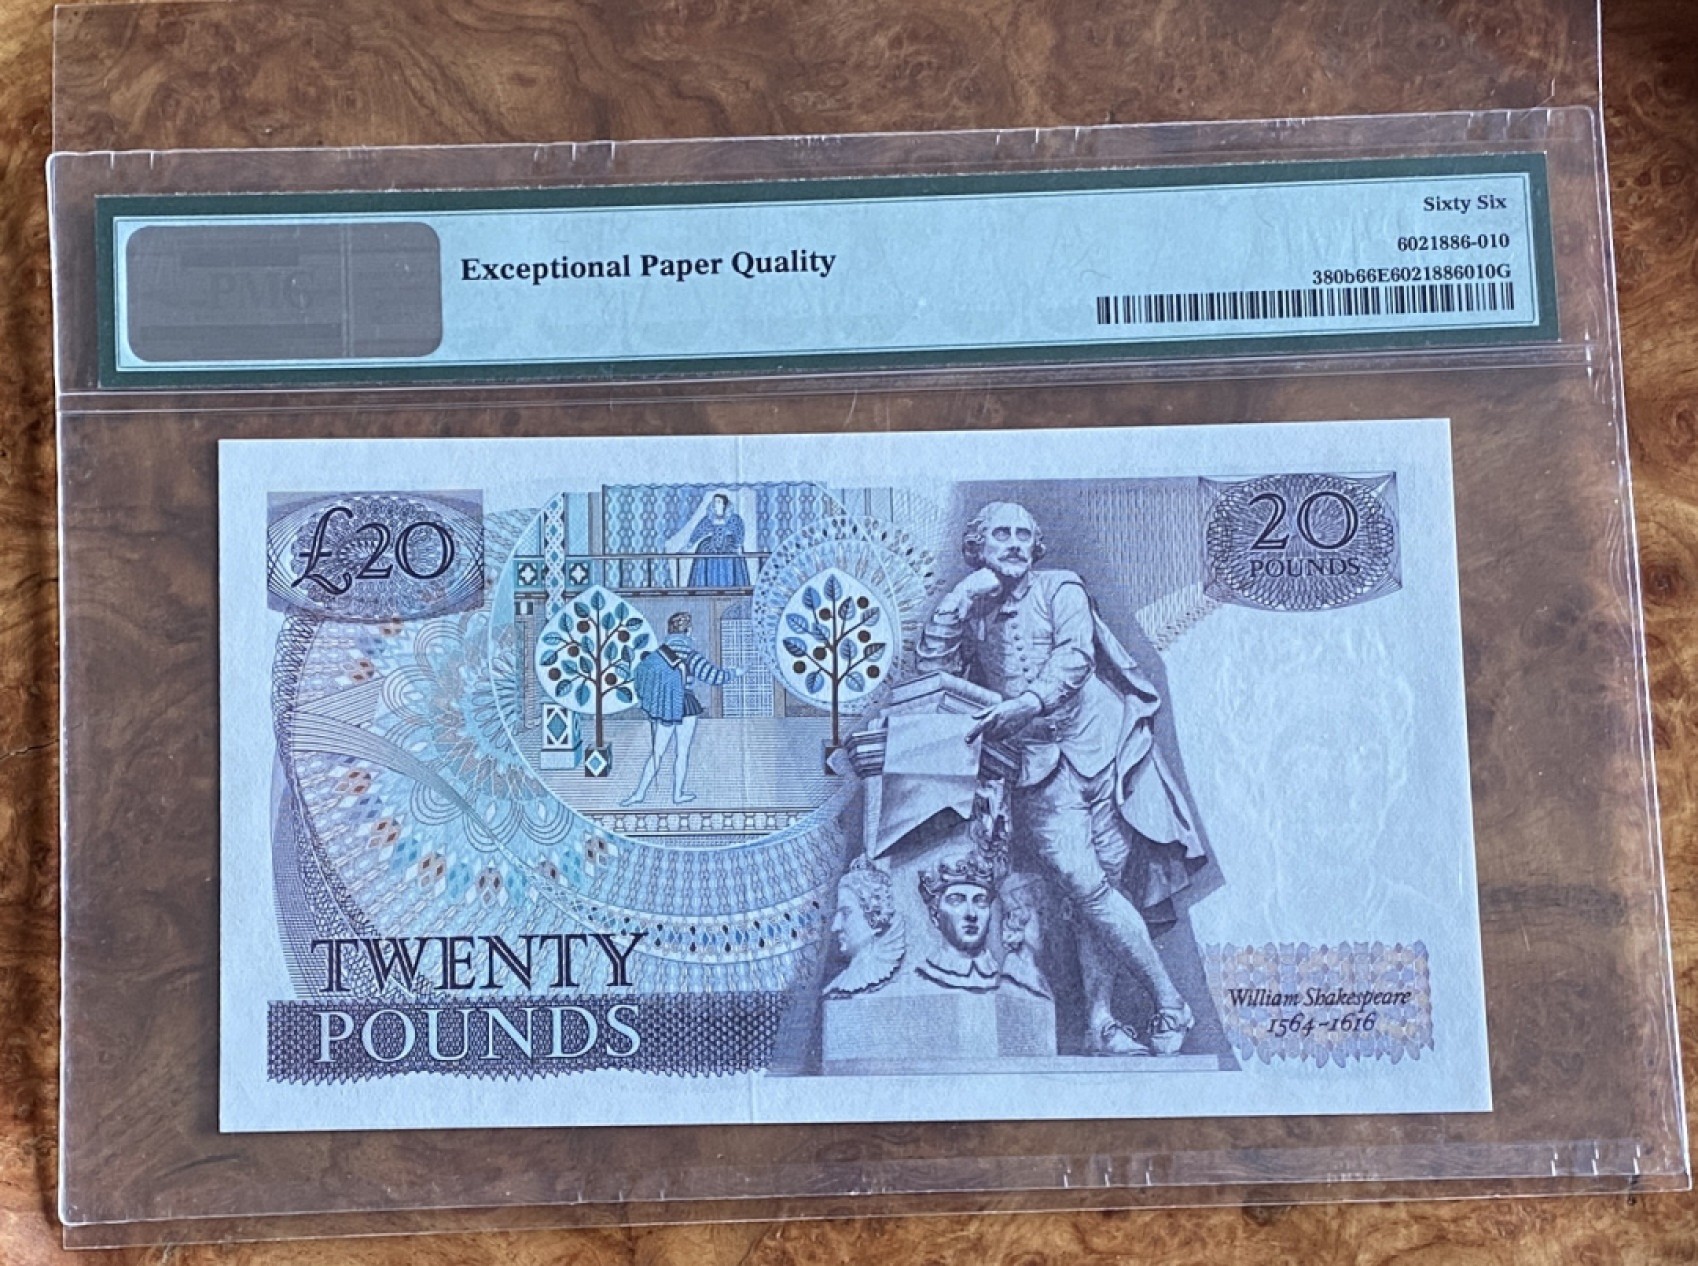 Sixty Six
Exceptional Paper Quality
6021886-010
380b66E6021886010G
£20
20
POUNDS
TWENTY
POUNDS
William Shakespeare
1564-1616